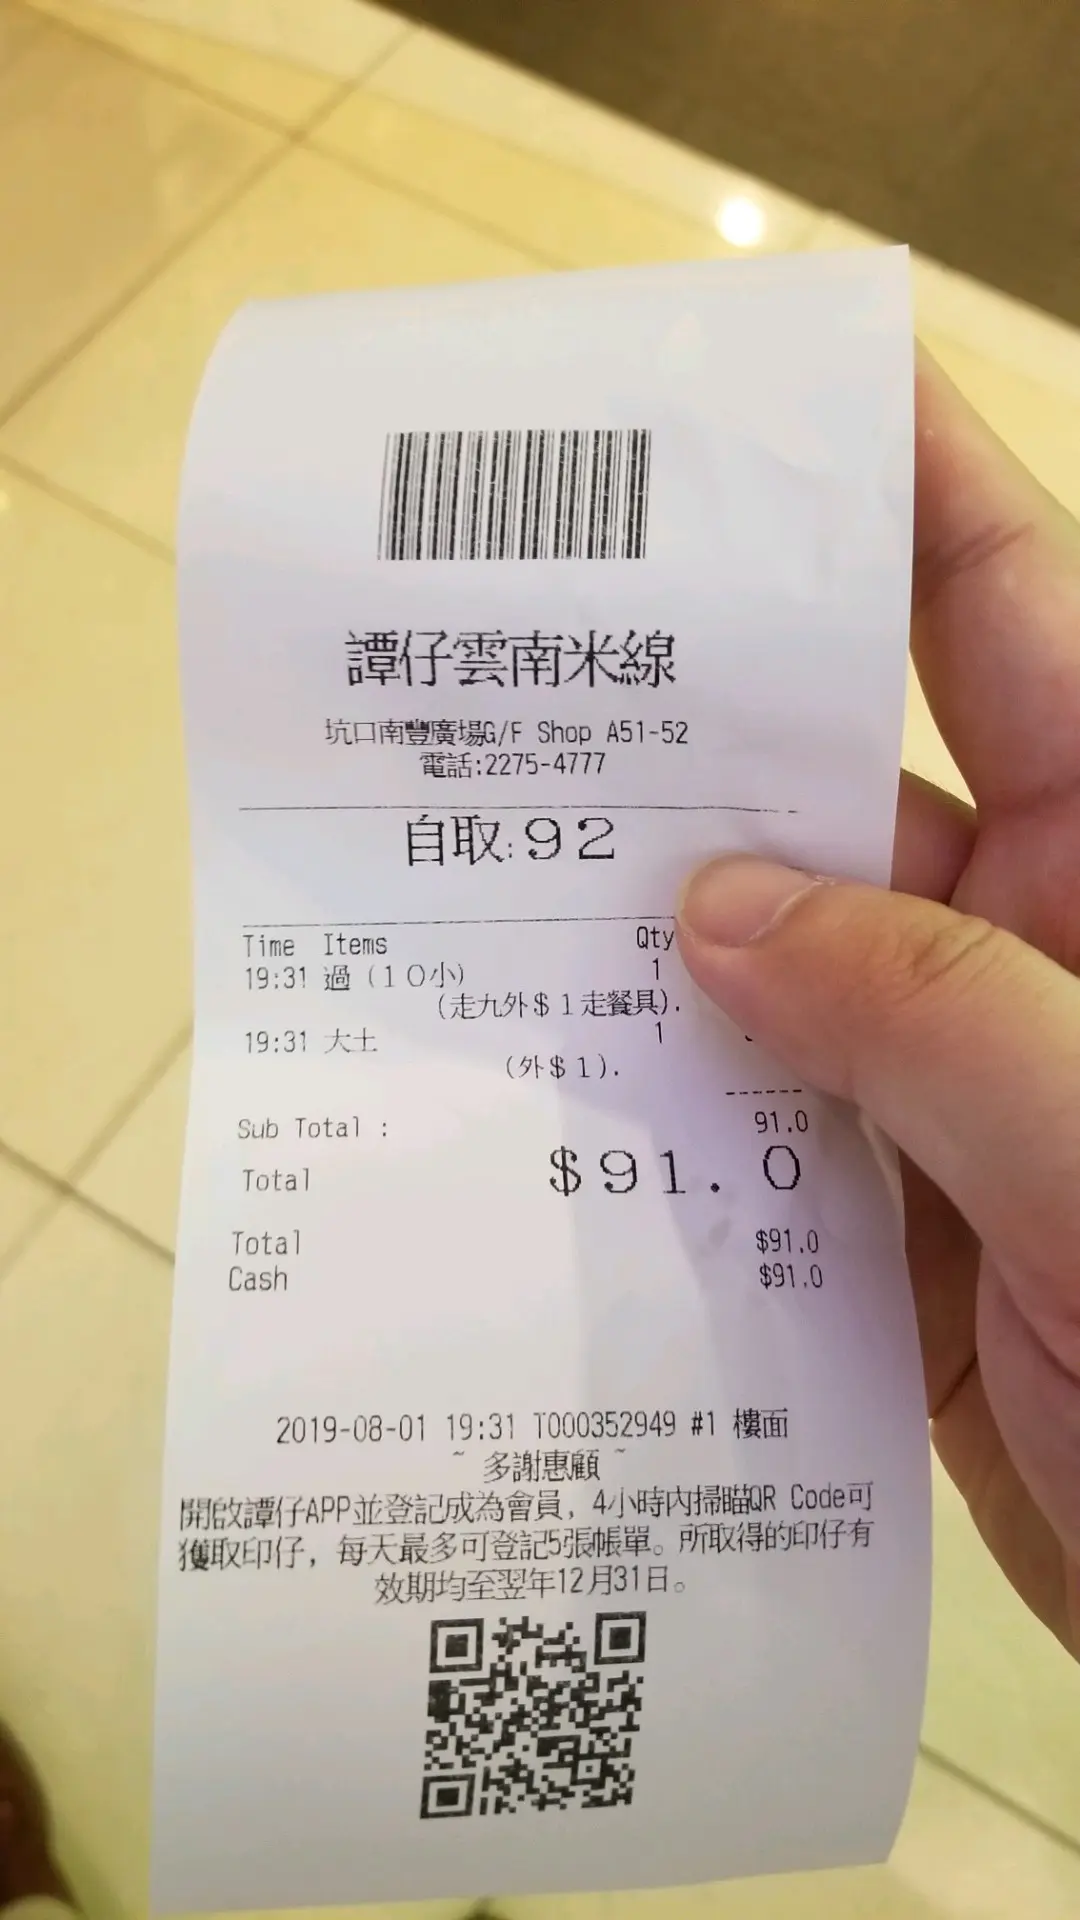 譚仔雲南米線
坑口南豐廣場G/F Shop A51-52
電話:2275-4777
自取:92
Time Items Qty
19:31 過（10小） 1
(走九外＄1走餐具).
19:31 大土 1
(外＄1).
------
Sub Total : 91.0
Total $91.0
Total $91.0
Cash $91.0
2019-08-01 19:31 T000352949 #1 樓面
~ 多謝惠顧 ~
開啟譚仔APP並登記成為會員, 4小時內掃瞄QR Code可
獲取印仔, 每天最多可登記5張帳單。所取得的印仔有
效期均至翌年12月31日。